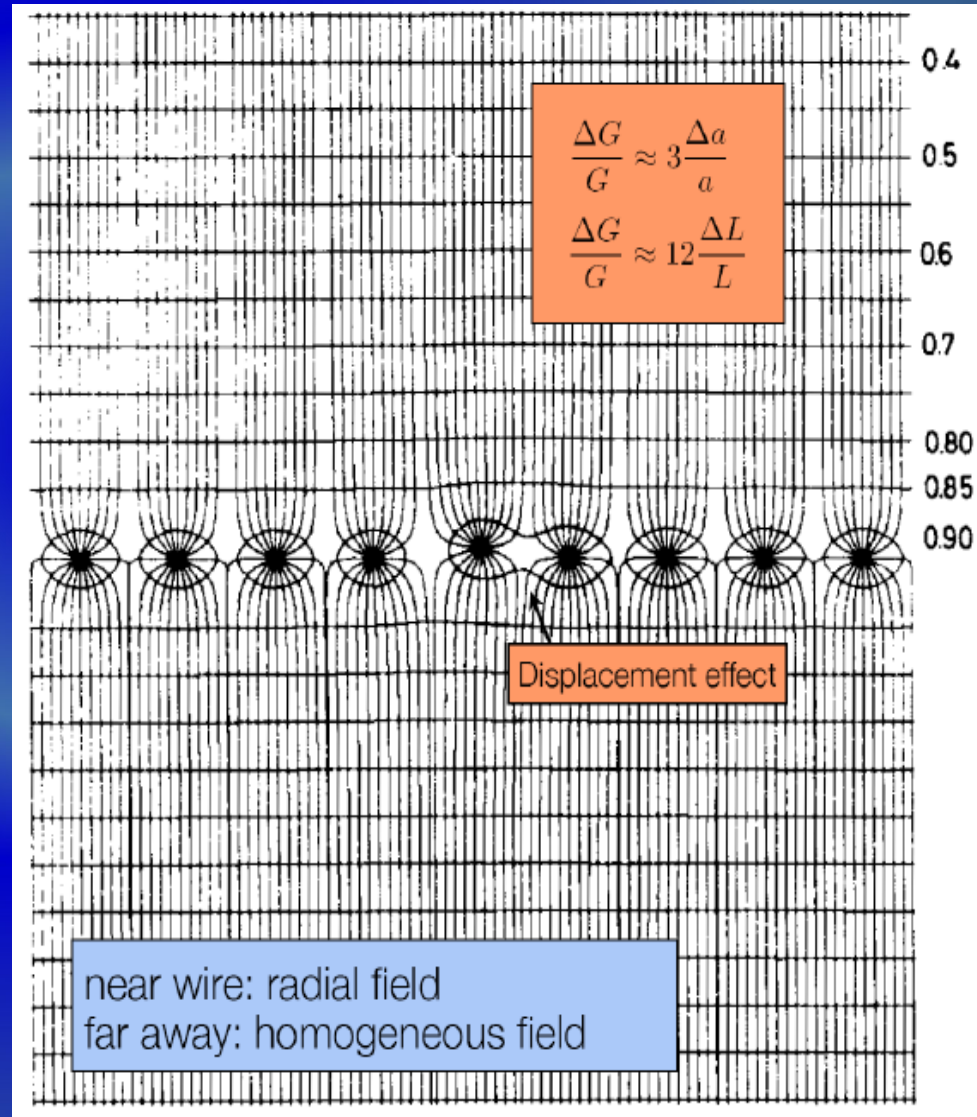 0.4
ΔG/G ≈ 3 Δa/a
0.5
ΔG/G ≈ 12 ΔL/L
0.6
0.7
0.80
0.85
0.90
Displacement effect
near wire: radial field
far away: homogeneous field